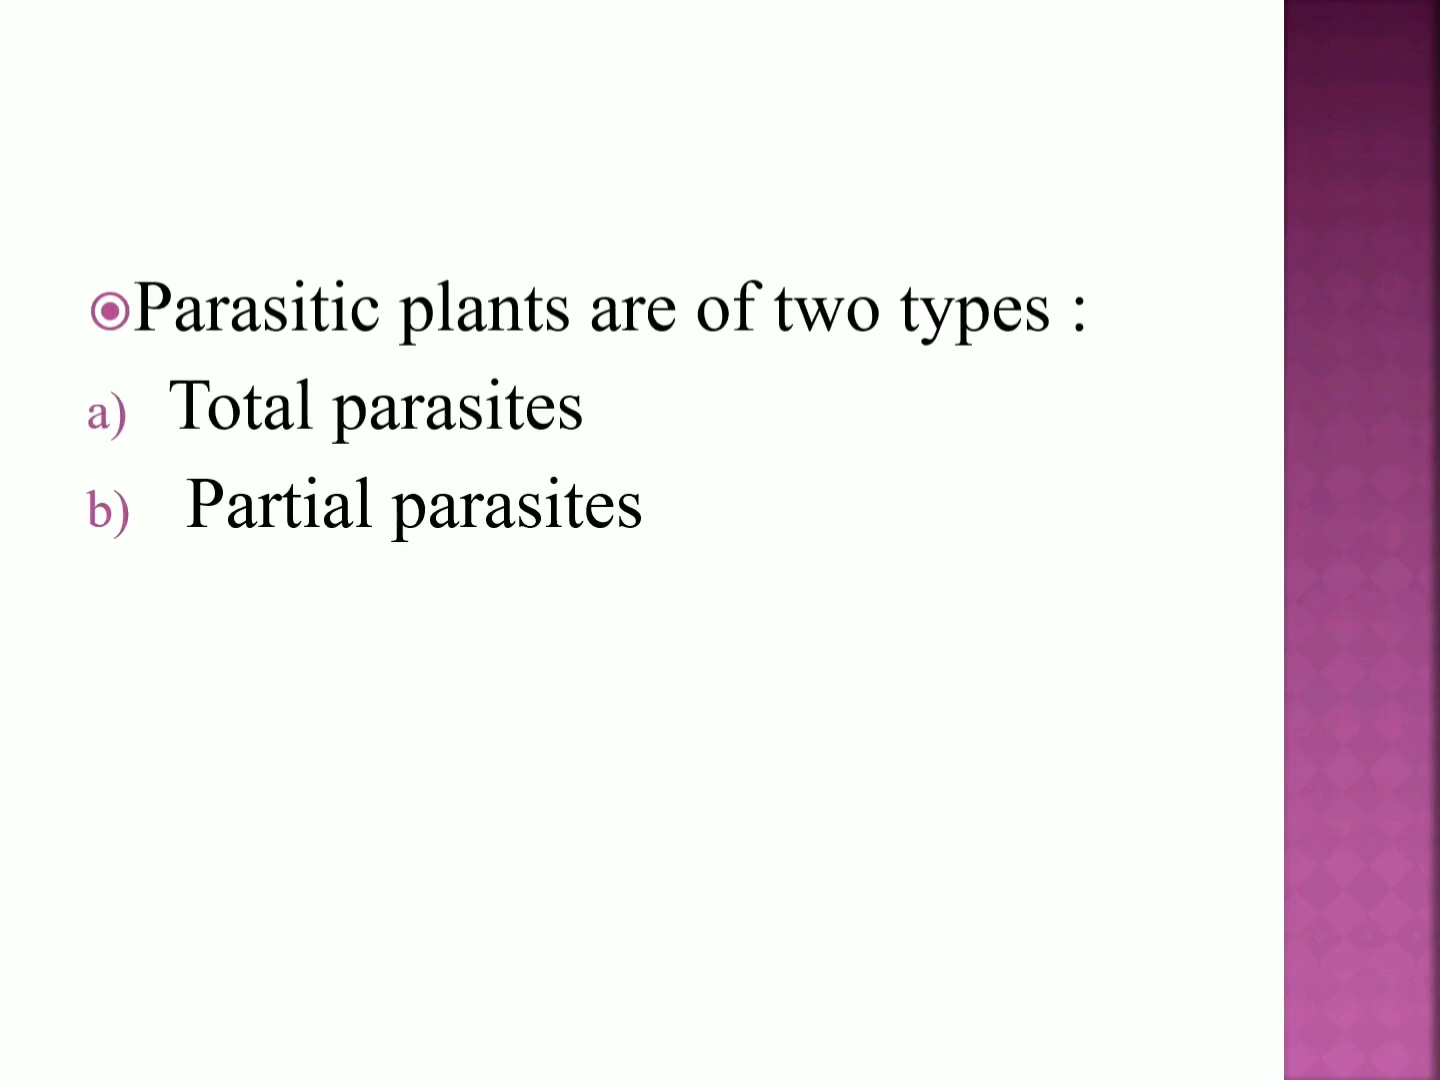 Parasitic plants are of two types :
a) Total parasites
b) Partial parasites